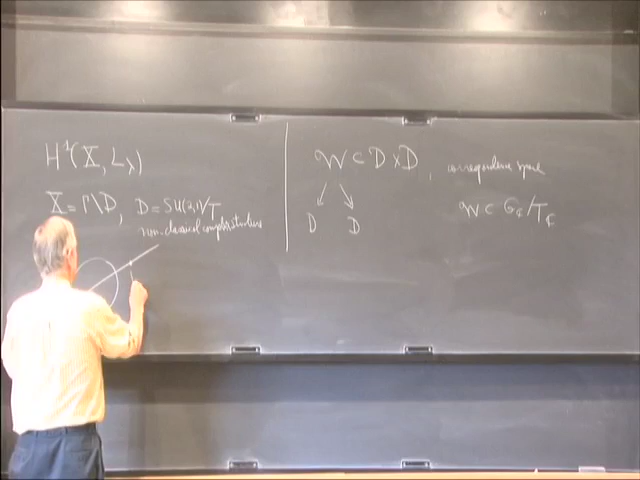 H¹(X, L_λ)
X = Γ\D, D = SU(2,1)/T
non-classical complex structure
W ⊂ D × D, correspondence space
D D
W ⊂ G_ℂ/T_ℂ